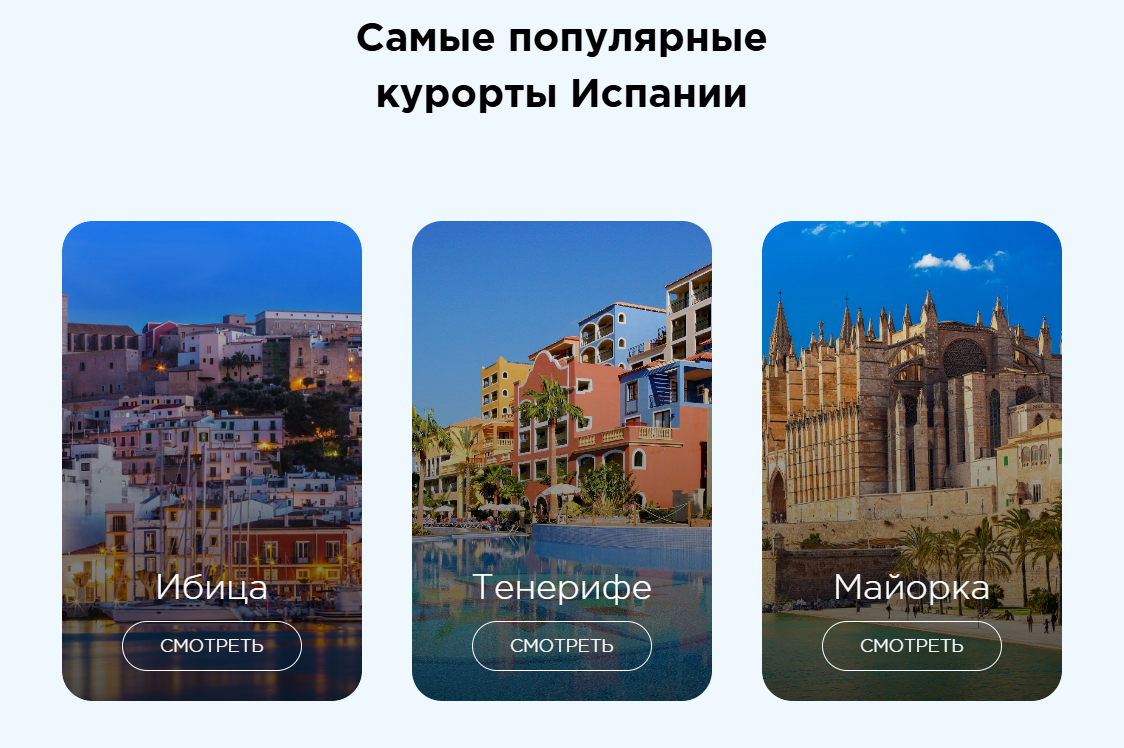 Самые популярные
курорты Испании
Ибица
Тенерифе
Майорка
СМОТРЕТЬ
СМОТРЕТЬ
СМОТРЕТЬ